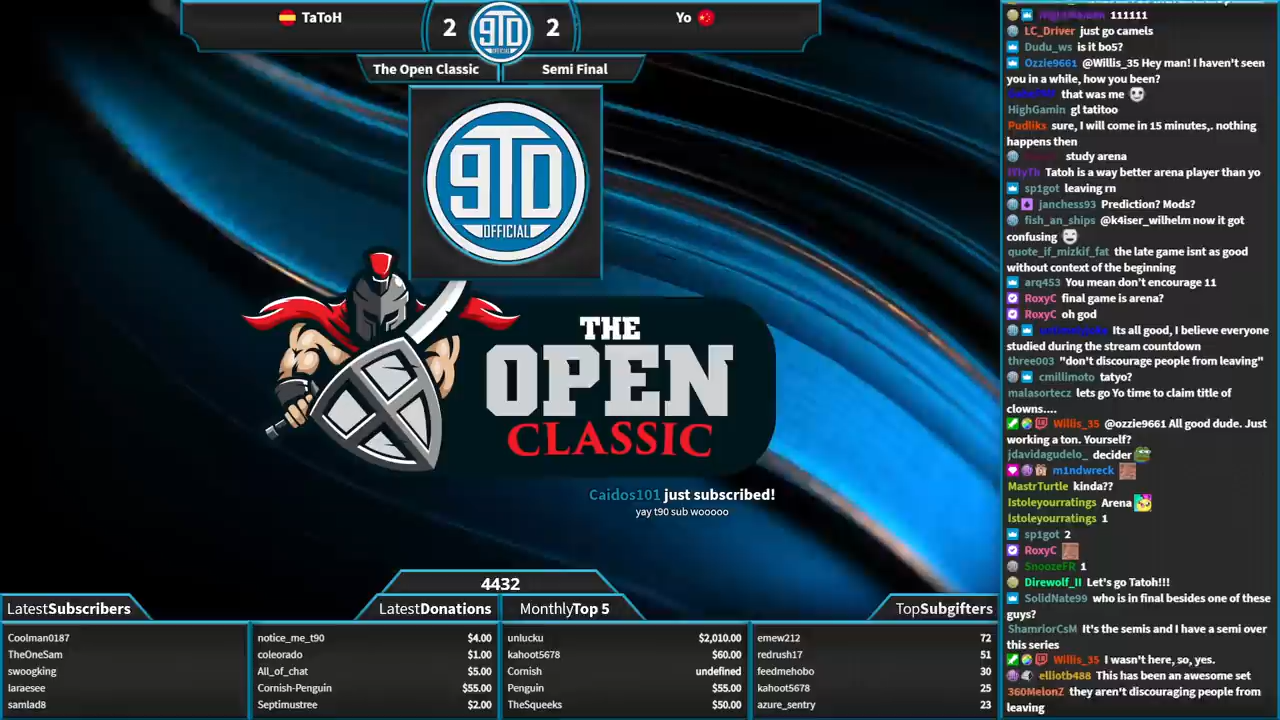 TaToH
2
2
Yo
9TD
OFFICIAL
The Open Classic
Semi Final
9TD
OFFICIAL
THE
OPEN
CLASSIC
Caidos101 just subscribed!
yay t90 sub wooooo
4432
LatestSubscribers
Coolman0187
TheOneSam
swoogking
laraesee
samlad8
LatestDonations
notice_me_t90 $4.00
coleorado $1.00
All_of_chat $5.00
Cornish-Penguin $55.00
Septimustree $2.00
MonthlyTop 5
unlucku $2,010.00
kahoot5678 $60.00
Cornish undefined
Penguin $55.00
TheSqueeks $50.00
TopSubgifters
emew212 72
redrush17 51
feedmehobo 30
kahoot5678 25
azure_sentry 23
111111
LC_Driver just go camels
Dudu_ws is it bo5?
Ozzie9661 @Willis_35 Hey man! I haven't seen
you in a while, how you been?
that was me
HighGamin gl tatitoo
Pudliks sure, I will come in 15 minutes,. nothing
happens then
study arena
Tatoh is a way better arena player than yo
sp1got leaving rn
janchess93 Prediction? Mods?
fish_an_ships @k4iser_wilhelm now it got
confusing
quote_if_mizkif_fat the late game isnt as good
without context of the beginning
arq453 You mean don't encourage 11
RoxyC final game is arena?
RoxyC oh god
Its all good, I believe everyone
studied during the stream countdown
three003 "don't discourage people from leaving"
cmillimoto tatyo?
malasortecz lets go Yo time to claim title of
clowns....
Willis_35 @ozzie9661 All good dude. Just
working a ton. Yourself?
jdavidagudelo_ decider
m1ndwreck
MastrTurtle kinda??
Istoleyourratings Arena
Istoleyourratings 1
sp1got 2
RoxyC
SnoozeFR 1
Direwolf_II Let's go Tatoh!!!
SolidNate99 who is in final besides one of these
guys?
ShamriorCsM It's the semis and I have a semi over
this series
Willis_35 I wasn't here, so, yes.
elliotb488 This has been an awesome set
360MelonZ they aren't discouraging people from
leaving